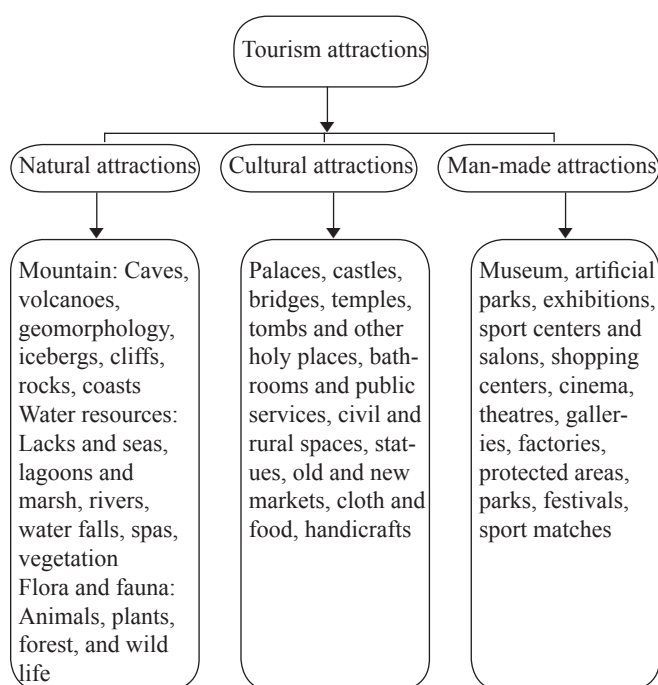 Tourism attractions
Natural attractions
Cultural attractions
Man-made attractions
Mountain: Caves,
volcanoes,
geomorphology,
icebergs, cliffs,
rocks, coasts
Water resources:
Lacks and seas,
lagoons and
marsh, rivers,
water falls, spas,
vegetation
Flora and fauna:
Animals, plants,
forest, and wild
life
Palaces, castles,
bridges, temples,
tombs and other
holy places, bath-
rooms and public
services, civil and
rural spaces, stat-
ues, old and new
markets, cloth and
food, handicrafts
Museum, artificial
parks, exhibitions,
sport centers and
salons, shopping
centers, cinema,
theatres, galler-
ies, factories,
protected areas,
parks, festivals,
sport matches